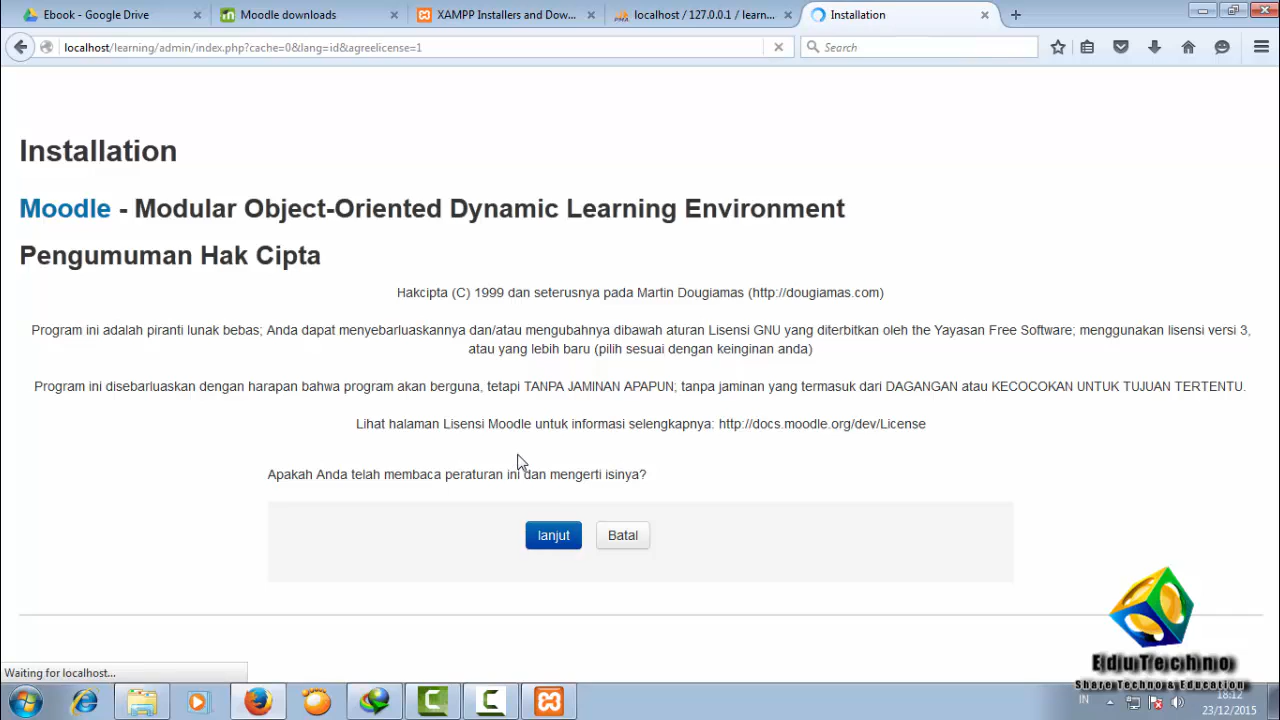 Ebook - Google Drive
Moodle downloads
XAMPP Installers and Dow...
localhost / 127.0.0.1 / learn...
Installation
localhost/learning/admin/index.php?cache=0&lang=id&agreelicense=1
Search
Installation
Moodle - Modular Object-Oriented Dynamic Learning Environment
Pengumuman Hak Cipta
Hakcipta (C) 1999 dan seterusnya pada Martin Dougiamas (http://dougiamas.com)
Program ini adalah piranti lunak bebas; Anda dapat menyebarluaskannya dan/atau mengubahnya dibawah aturan Lisensi GNU yang diterbitkan oleh the Yayasan Free Software; menggunakan lisensi versi 3,
atau yang lebih baru (pilih sesuai dengan keinginan anda)
Program ini disebarluaskan dengan harapan bahwa program akan berguna, tetapi TANPA JAMINAN APAPUN; tanpa jaminan yang termasuk dari DAGANGAN atau KECOCOKAN UNTUK TUJUAN TERTENTU.
Lihat halaman Lisensi Moodle untuk informasi selengkapnya: http://docs.moodle.org/dev/License
Apakah Anda telah membaca peraturan ini dan mengerti isinya?
lanjut
Batal
EduTechno
Share Techno & Education
Waiting for localhost...
IN
18:12
23/12/2015